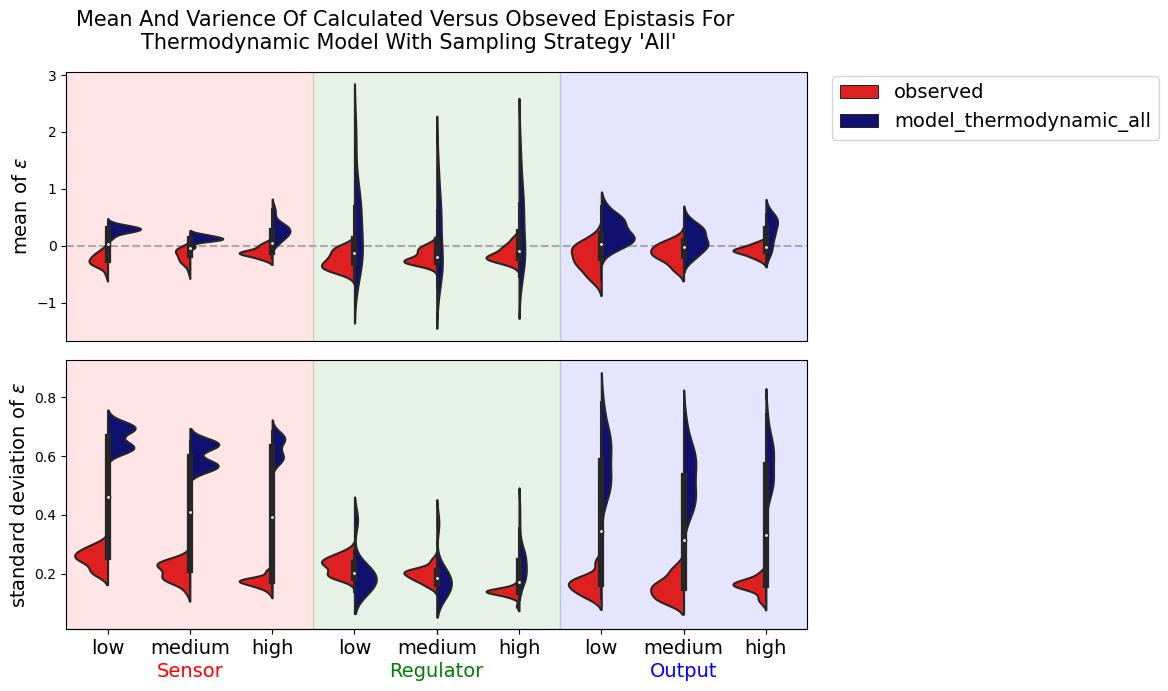 Mean And Varience Of Calculated Versus Obseved Epistasis For
Thermodynamic Model With Sampling Strategy 'All'
observed
model_thermodynamic_all
mean of ε
3
2
1
0
−1
standard deviation of ε
0.8
0.6
0.4
0.2
low medium high low medium high low medium high
Sensor Regulator Output